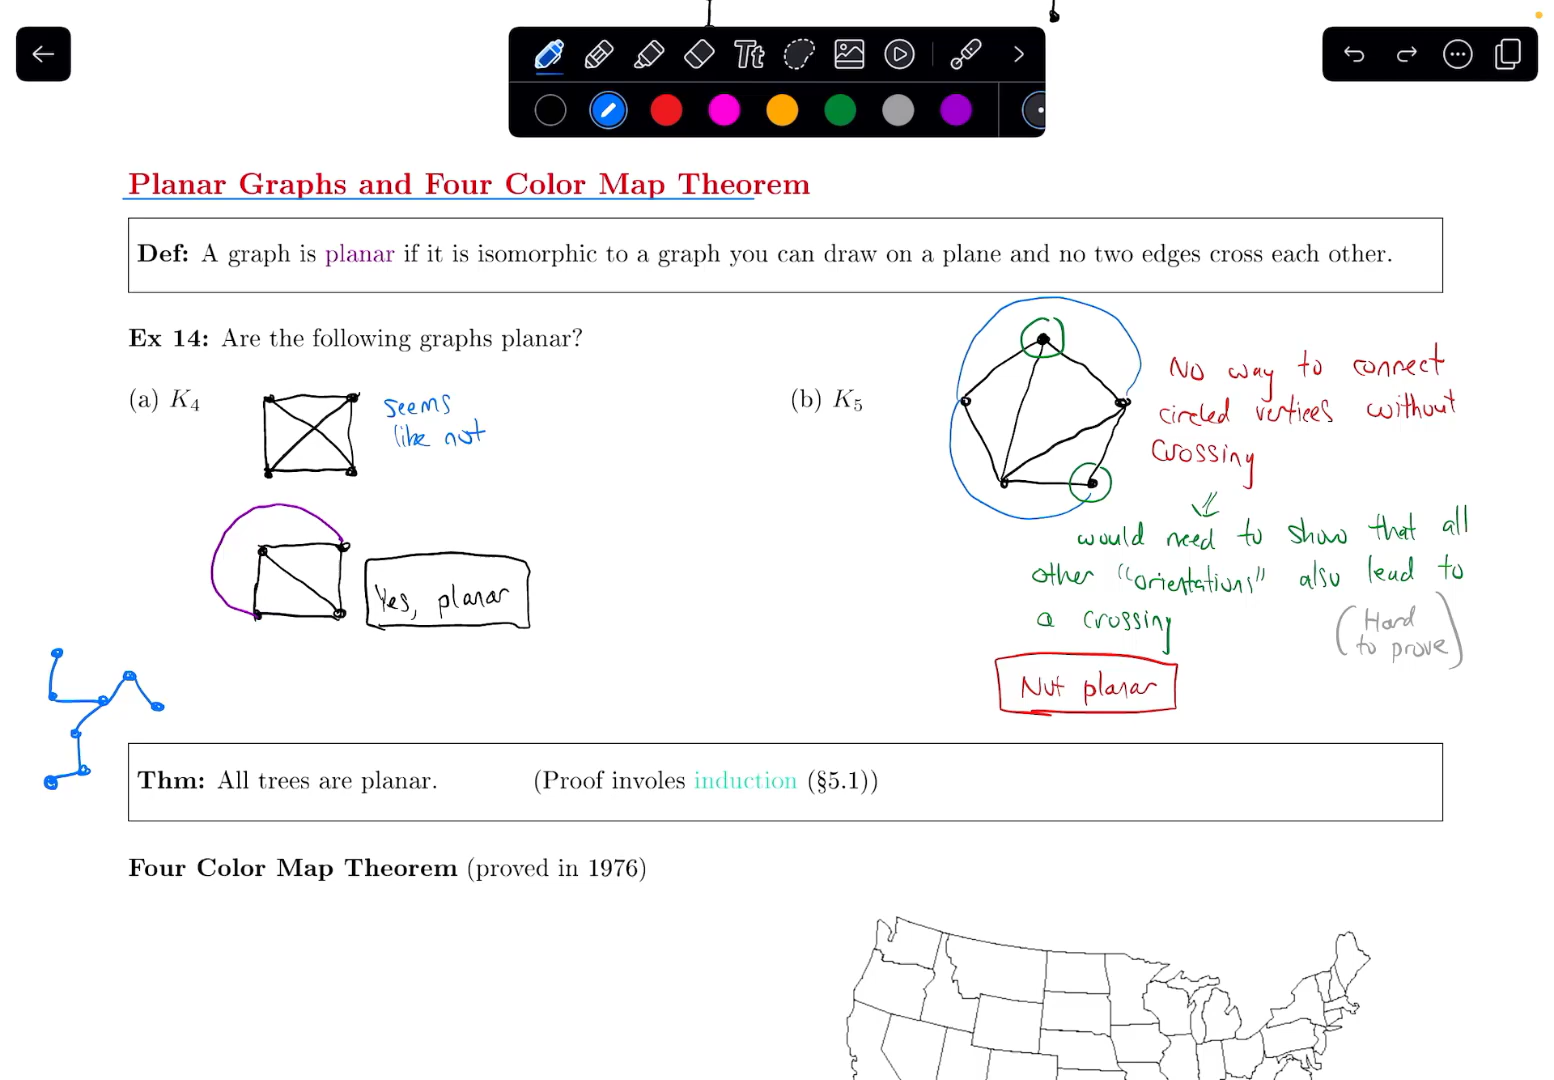 Tt
Planar Graphs and Four Color Map Theorem
Def: A graph is planar if it is isomorphic to a graph you can draw on a plane and no two edges cross each other.
Ex 14: Are the following graphs planar?
(a) K₄
seems
like not
Yes, planar
(b) K₅
No way to connect
circled vertices without
crossing
would need to show that all
other "orientations" also lead to
a crossing
(Hard
to prove)
Not planar
Thm: All trees are planar. (Proof involes induction (§5.1))
Four Color Map Theorem (proved in 1976)